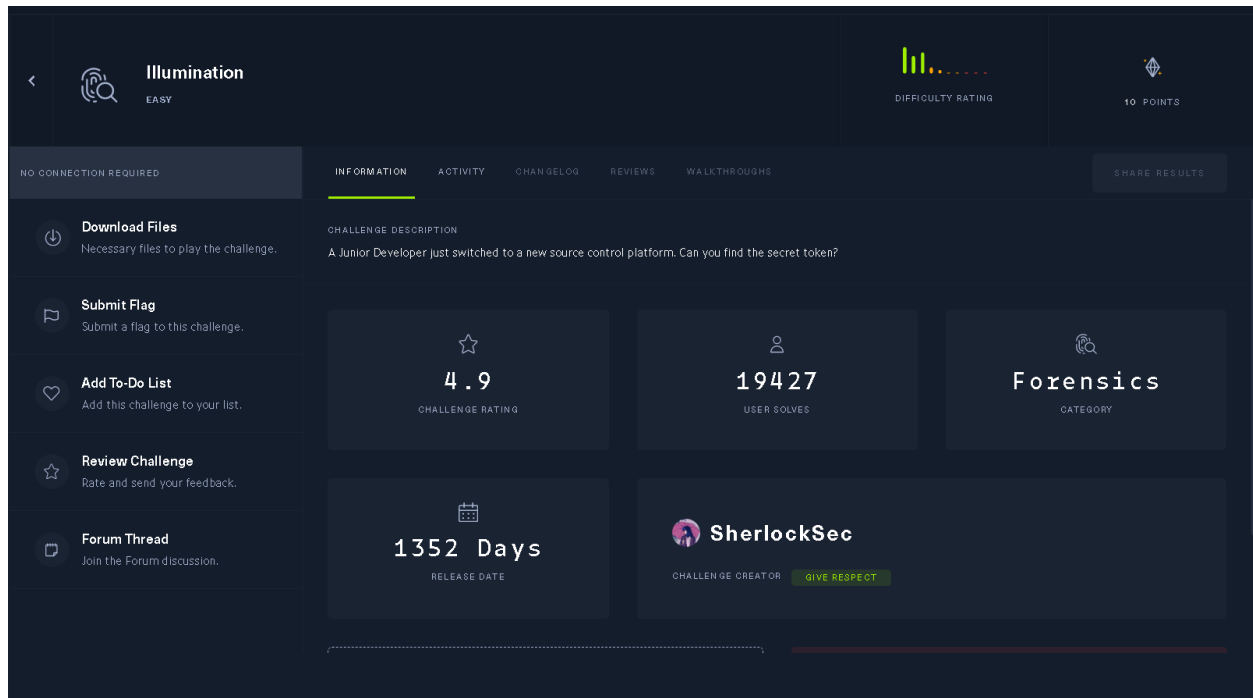 Illumination
EASY
DIFFICULTY RATING
10 POINTS
NO CONNECTION REQUIRED
INFORMATION
ACTIVITY
CHANGELOG
REVIEWS
WALKTHROUGHS
SHARE RESULTS
Download Files
Necessary files to play the challenge.
Submit Flag
Submit a flag to this challenge.
Add To-Do List
Add this challenge to your list.
Review Challenge
Rate and send your feedback.
Forum Thread
Join the Forum discussion.
CHALLENGE DESCRIPTION
A Junior Developer just switched to a new source control platform. Can you find the secret token?
4.9
CHALLENGE RATING
19427
USER SOLVES
Forensics
CATEGORY
1352 Days
RELEASE DATE
SherlockSec
CHALLENGE CREATOR
GIVE RESPECT